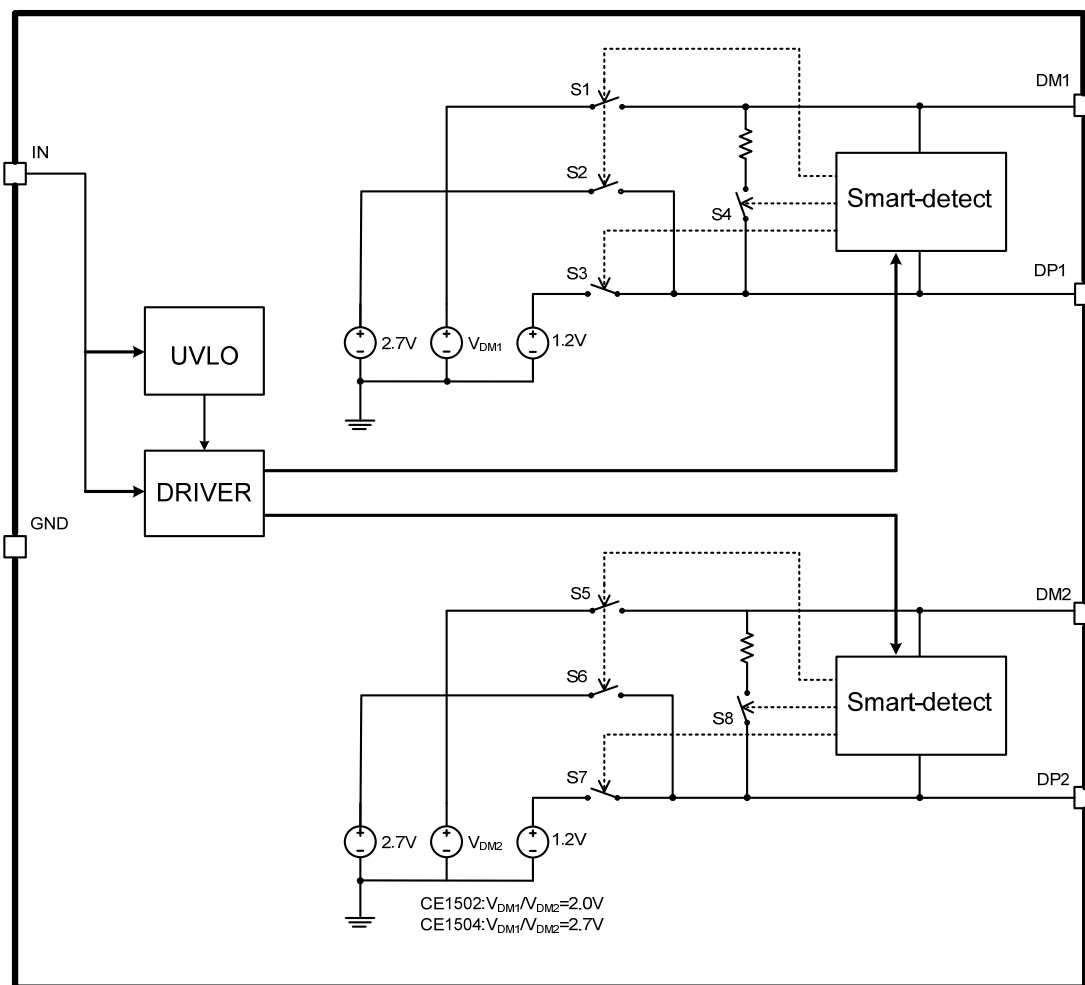 DM1
S1
IN
S2
Smart-detect
S4
DP1
S3
2.7V
VDM1
1.2V
UVLO
DRIVER
GND
DM2
S5
S6
Smart-detect
S8
DP2
S7
2.7V
VDM2
1.2V
CE1502:VDM1/VDM2=2.0V
CE1504:VDM1/VDM2=2.7V